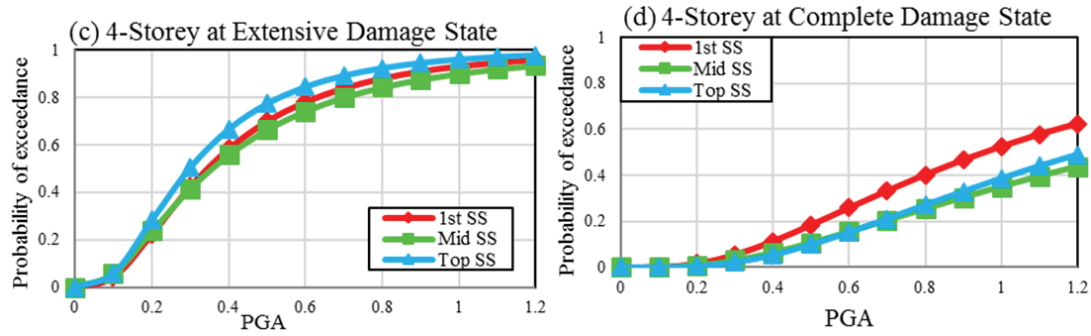 (c) 4-Storey at Extensive Damage State
Probability of exceedance
1
0.8
0.6
0.4
0.2
0
0
0.2
0.4
0.6
0.8
1
1.2
PGA
1st SS
Mid SS
Top SS
(d) 4-Storey at Complete Damage State
Probability of exceedance
1
0.8
0.6
0.4
0.2
0
0
0.2
0.4
0.6
0.8
1
1.2
PGA
1st SS
Mid SS
Top SS